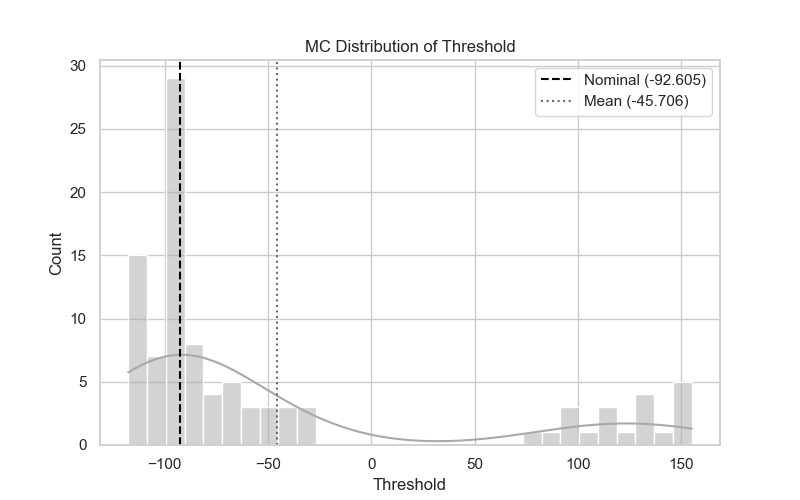 MC Distribution of Threshold
Nominal (-92.605)
Mean (-45.706)
Count
30
25
20
15
10
5
0
−100
−50
0
50
100
150
Threshold